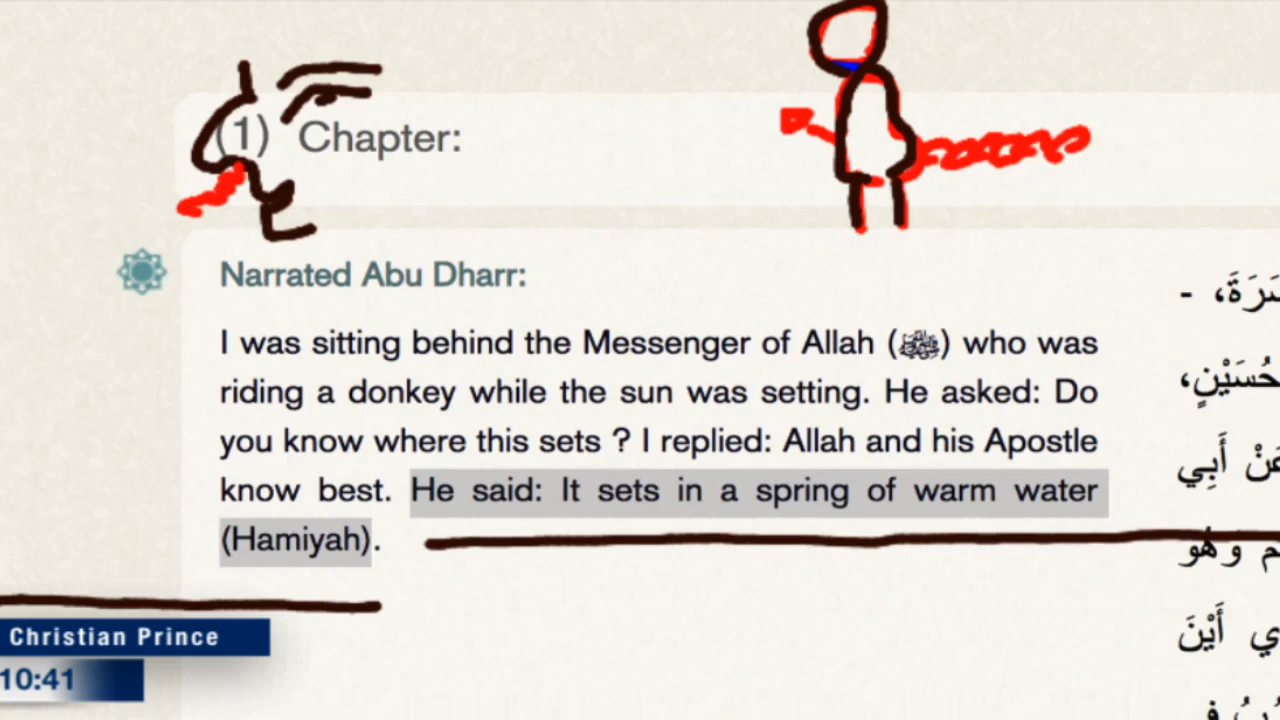 (1) Chapter:
Narrated Abu Dharr:
I was sitting behind the Messenger of Allah (ﷺ) who was
riding a donkey while the sun was setting. He asked: Do
you know where this sets ? I replied: Allah and his Apostle
know best. He said: It sets in a spring of warm water
(Hamiyah).
- سَرَةَ،
حُسَيْنٍ،
عَنْ أَبِي
م وَهُو
ي أَيْنَ
Christian Prince
10:41